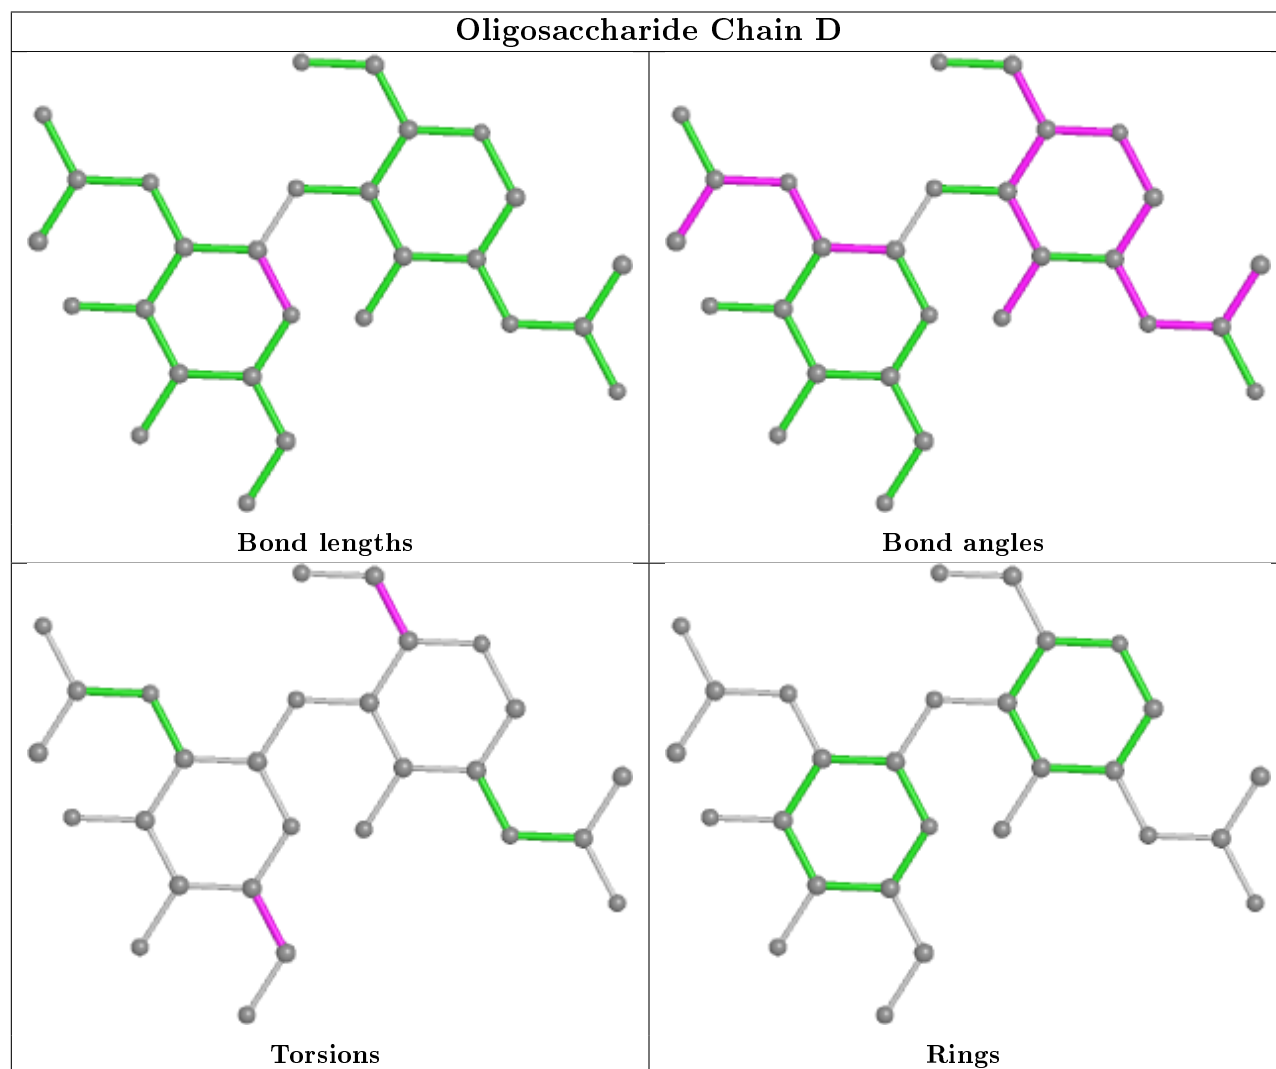 Oligosaccharide Chain D
Bond lengths
Bond angles
Torsions
Rings